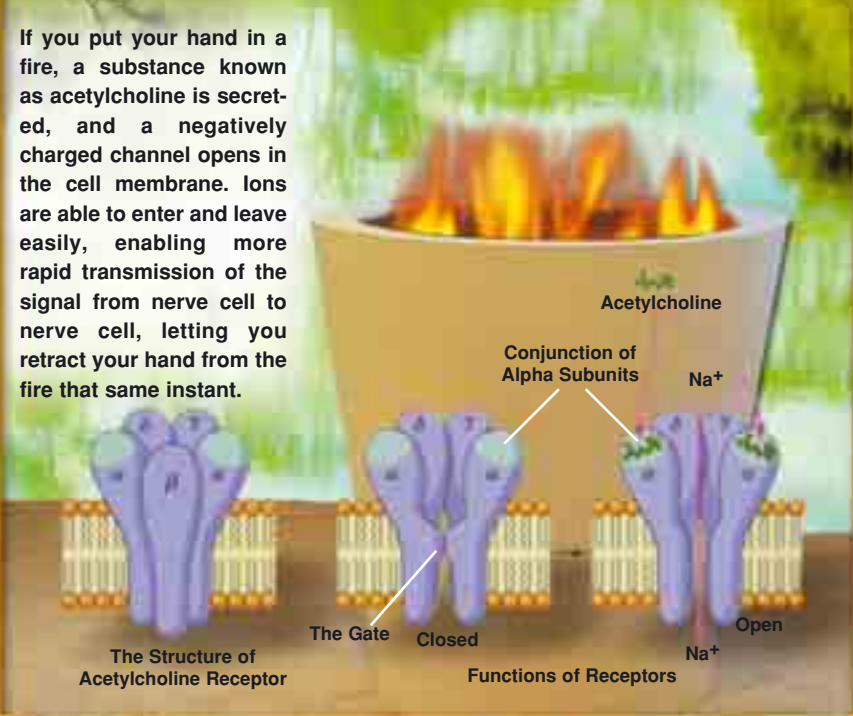 If you put your hand in a
fire, a substance known
as acetylcholine is secret-
ed, and a negatively
charged channel opens in
the cell membrane. Ions
are able to enter and leave
easily, enabling more
rapid transmission of the
signal from nerve cell to
nerve cell, letting you
retract your hand from the
fire that same instant.
Acetylcholine
Conjunction of
Alpha Subunits
Na+
δ γ
α β α
δ γ
α
δ γ
α α
The Gate
Closed
Open
Na+
The Structure of
Acetylcholine Receptor
Functions of Receptors